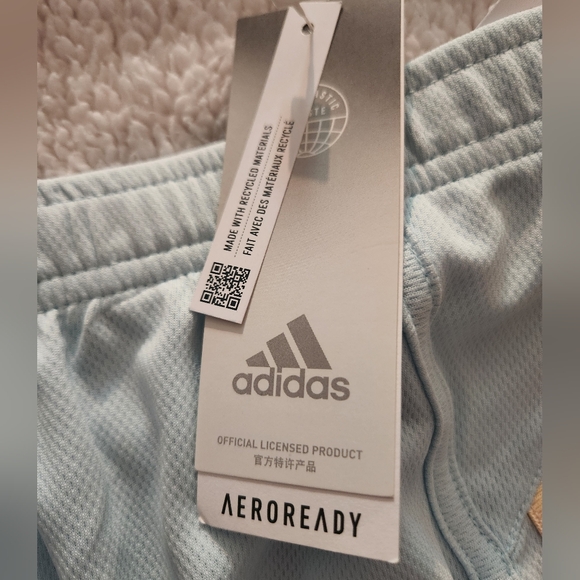 MADE WITH RECYCLED MATERIALS
FAIT AVEC DES MATÉRIAUX RECYCLÉ
adidas
OFFICIAL LICENSED PRODUCT
官方特许产品
AEROREADY